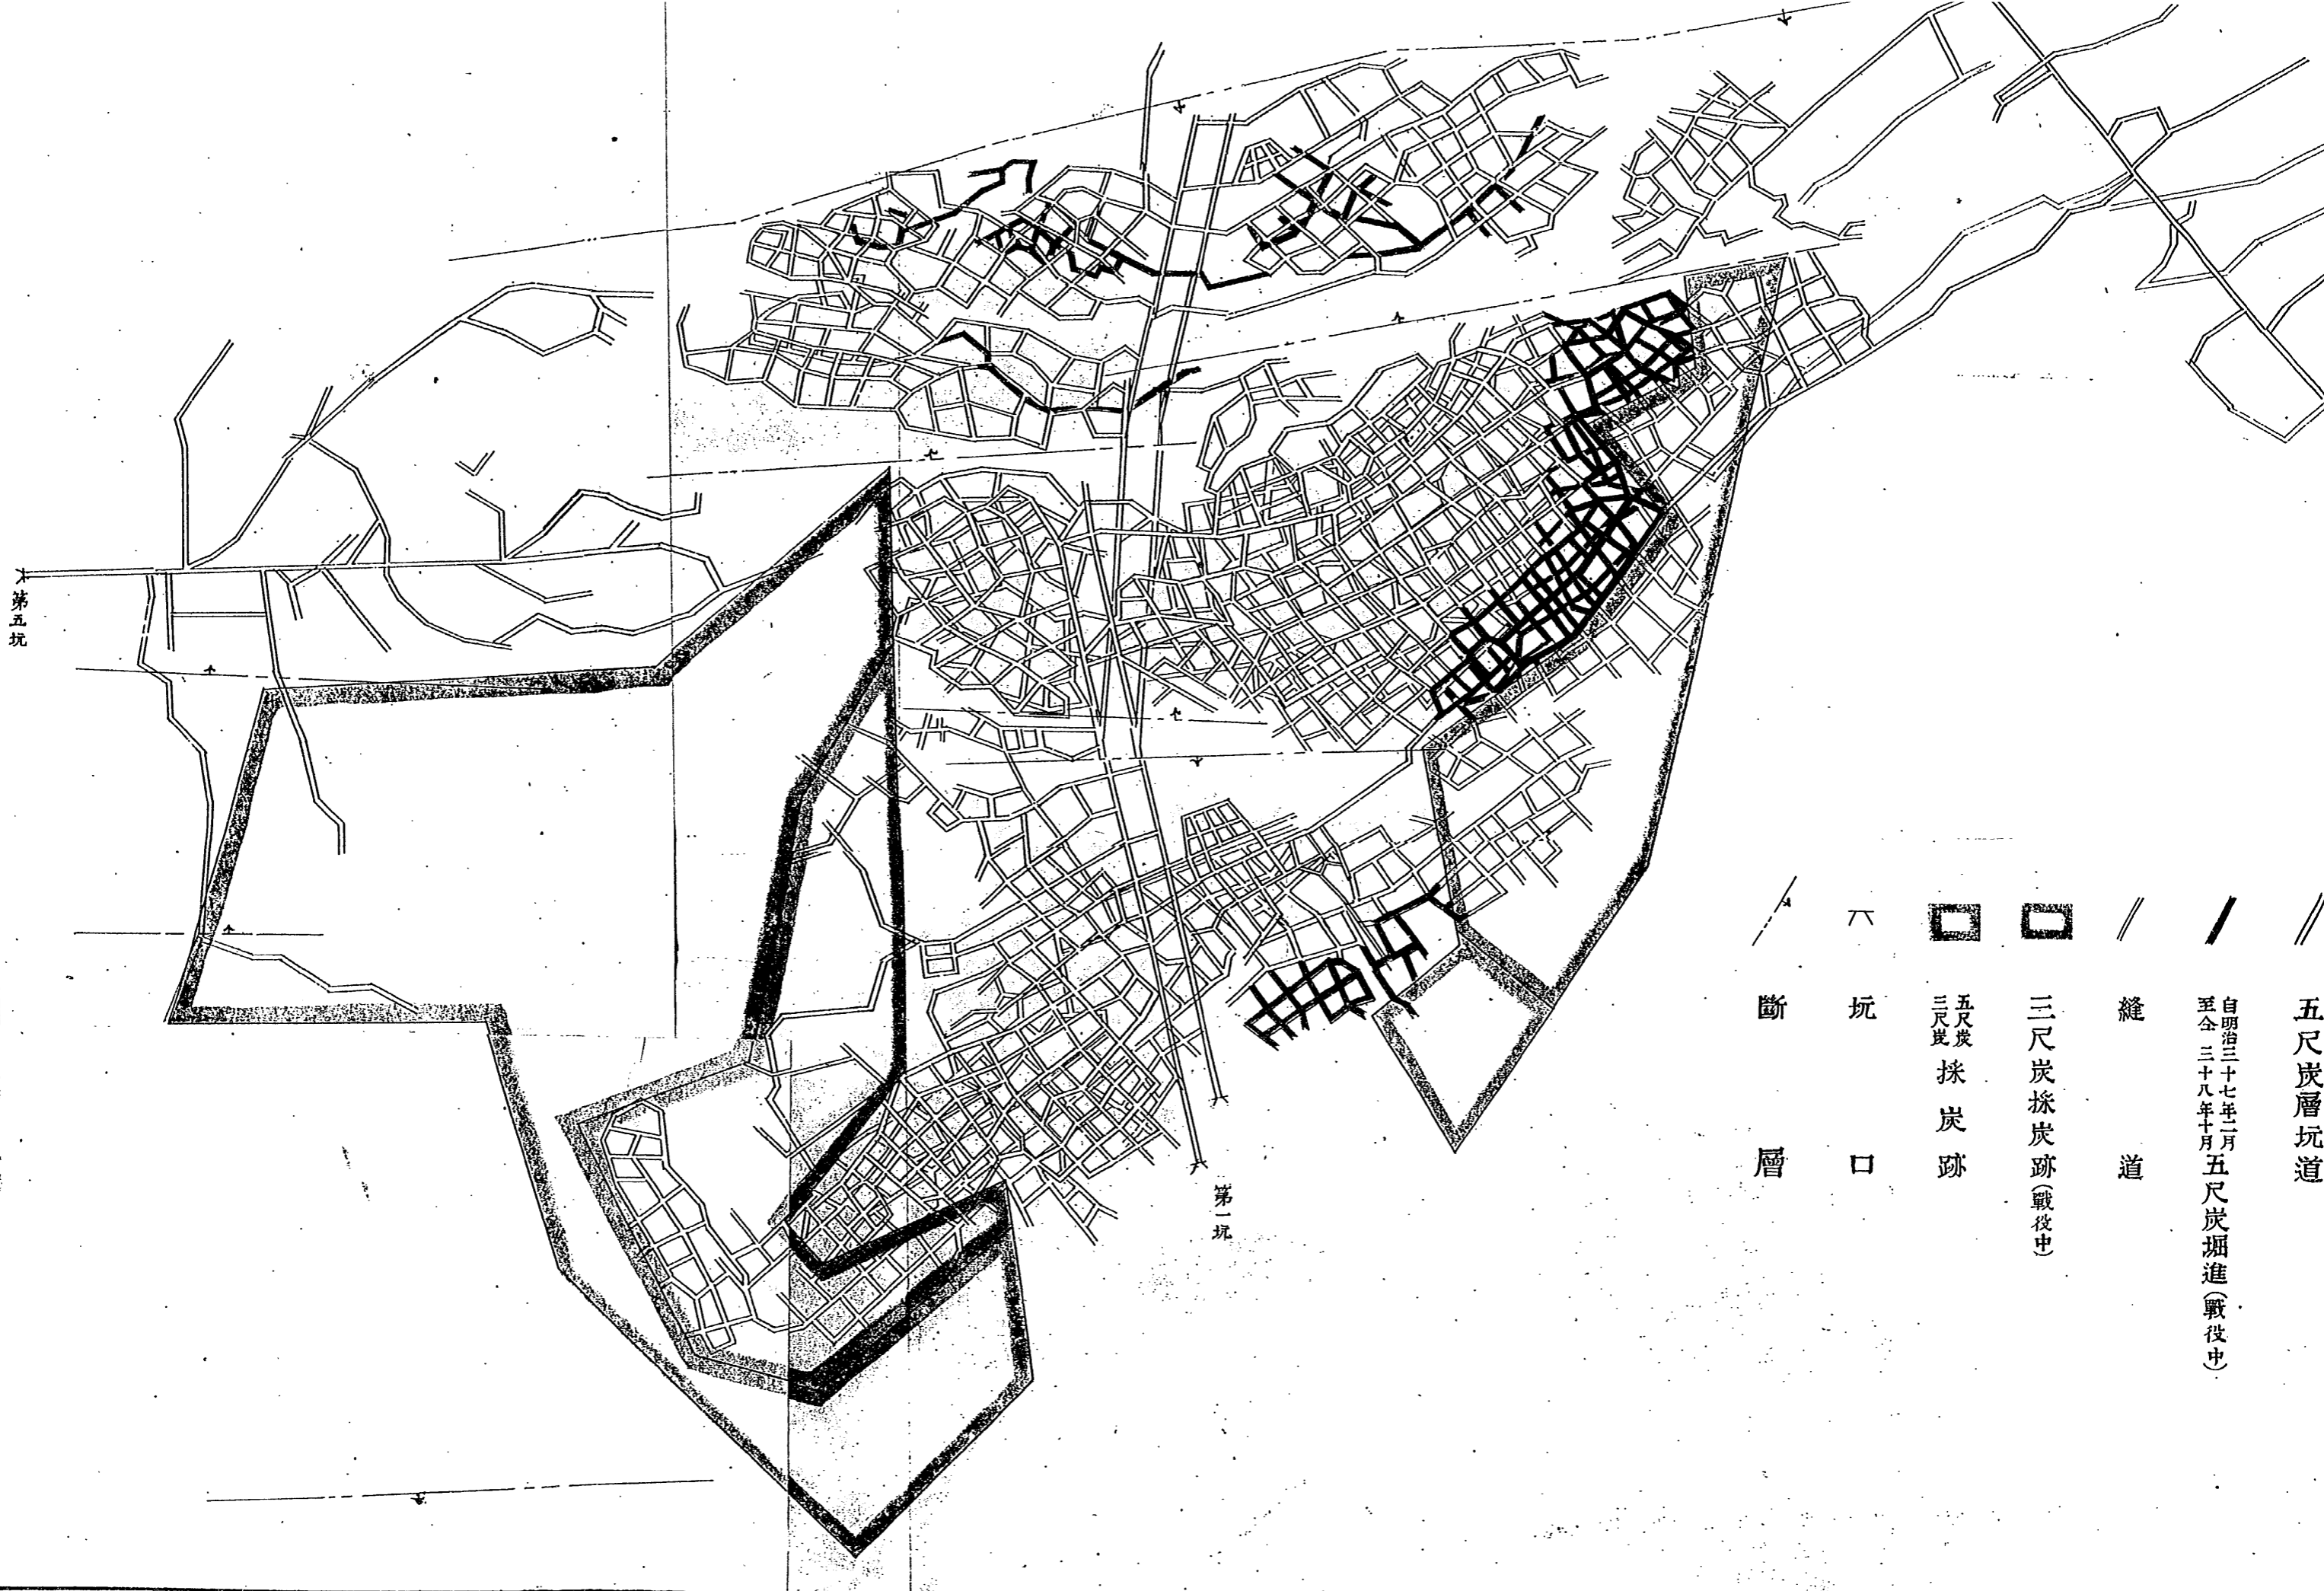 五尺炭層坑道
自明治三十七年二月
至仝 三十八年十月
五尺炭堀進(戰役中)
縫道
三尺炭採炭跡(戰役中)
五尺炭
三尺炭
採炭跡
坑口
斷層
第一坑
第五坑